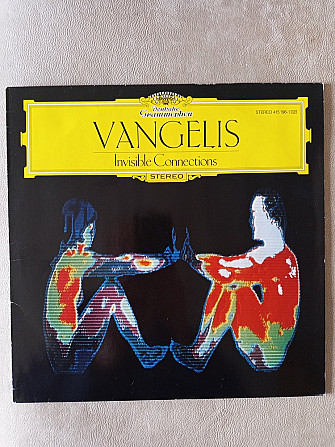 Deutsche
Grammophon
STEREO 415 196-1
VANGELIS
Invisible Connections
STEREO